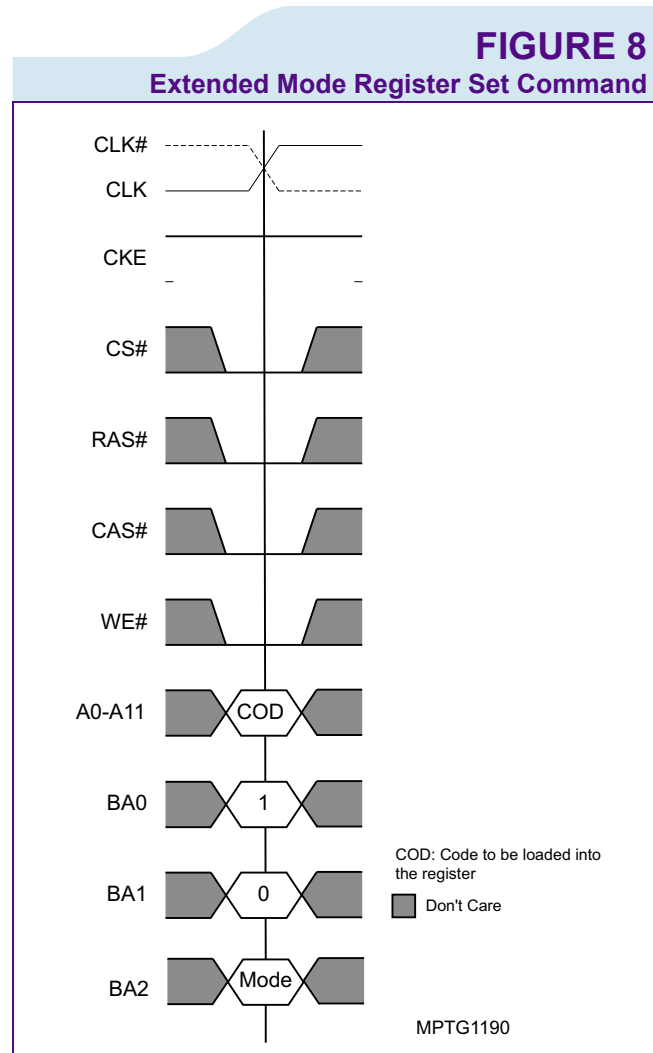 FIGURE 8
Extended Mode Register Set Command
CLK#
CLK
CKE
CS#
RAS#
CAS#
WE#
A0-A11
COD
BA0
1
BA1
0
BA2
Mode
COD: Code to be loaded into
the register
Don't Care
MPTG1190